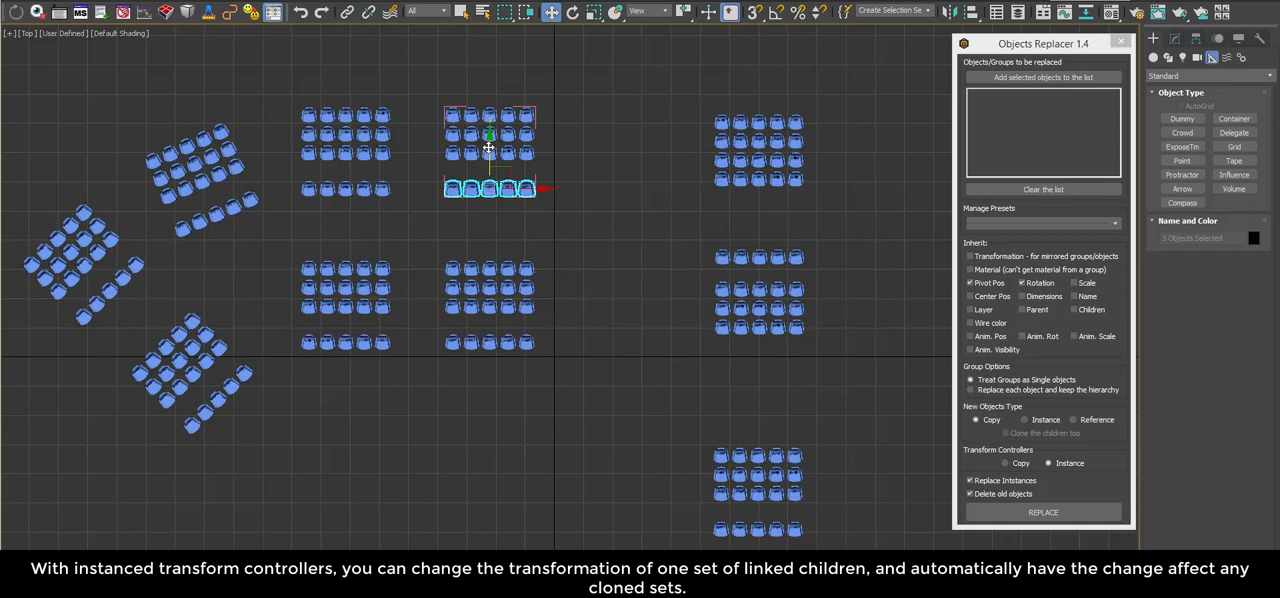 All
View
Create Selection Se
[+] [Top] [User Defined] [Default Shading]
Objects Replacer 1.4
Objects/Groups to be replaced
Add selected objects to the list
Clear the list
Manage Presets
Inherit:
Transformation - for mirrored groups/objects
Material (can't get material from a group)
Pivot Pos Rotation Scale
Center Pos Dimensions Name
Layer Parent Children
Wire color
Anim. Pos Anim. Rot Anim. Scale
Anim. Visibility
Group Options
Treat Groups as Single objects
Replace each object and keep the hierarchy
New Objects Type
Copy Instance Reference
Clone the children too
Transform Controllers
Copy Instance
Replace Intstances
Delete old objects
REPLACE
Standard
Object Type
AutoGrid
Dummy Container
Crowd Delegate
ExposeTm Grid
Point Tape
Protractor Influence
Arrow Volume
Compass
Name and Color
5 Objects Selected
With instanced transform controllers, you can change the transformation of one set of linked children, and automatically have the change affect any
cloned sets.